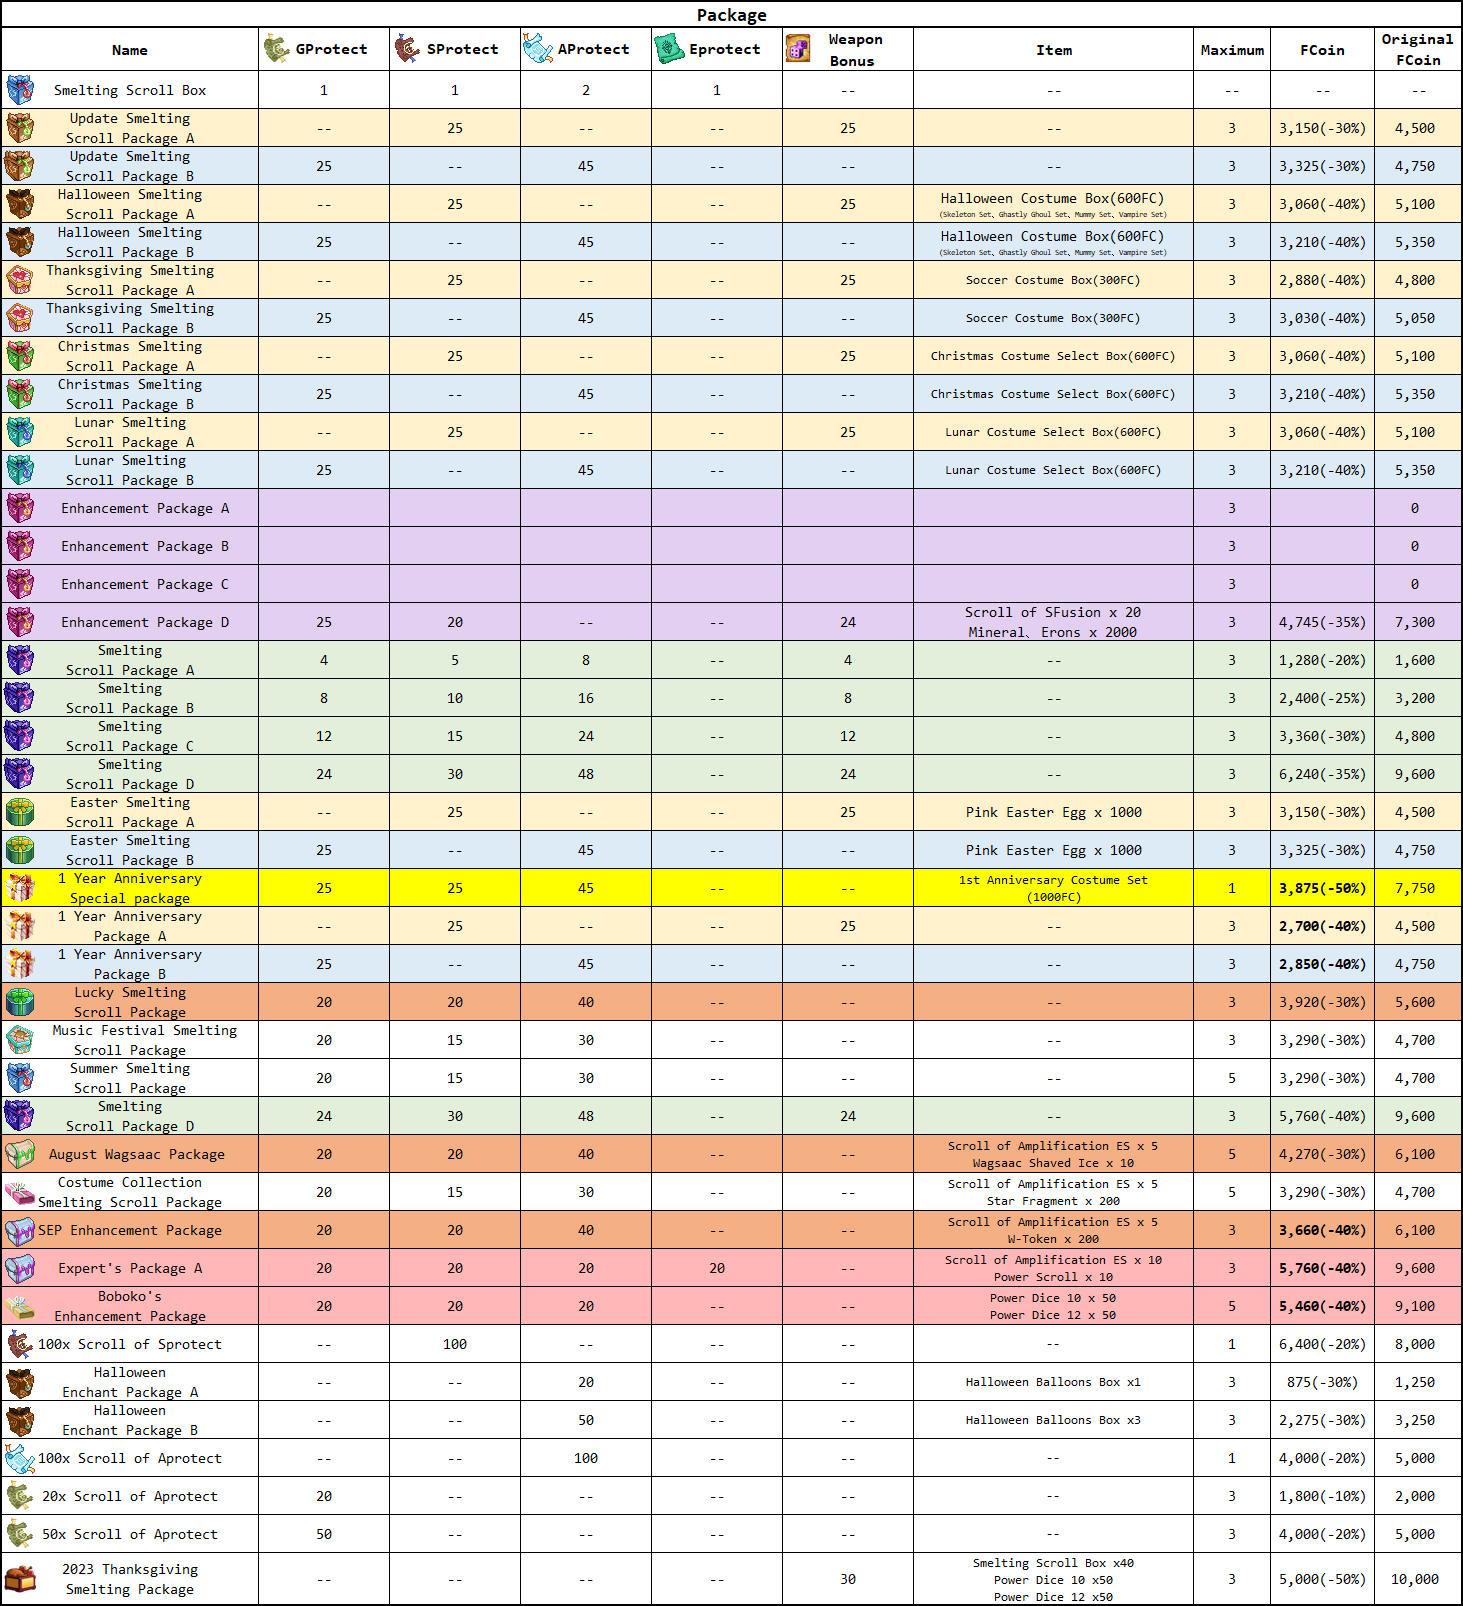 Package
Name GProtect SProtect AProtect Eprotect Weapon Bonus Item Maximum FCoin Original FCoin
Smelting Scroll Box 1 1 2 1 -- -- -- -- --
Update Smelting Scroll Package A -- 25 -- -- 25 -- 3 3,150(-30%) 4,500
Update Smelting Scroll Package B 25 -- 45 -- -- -- 3 3,325(-30%) 4,750
Halloween Smelting Scroll Package A -- 25 -- -- 25 Halloween Costume Box(600FC) (Skeleton Set、Ghastly Ghoul Set、Mummy Set、Vampire Set) 3 3,060(-40%) 5,100
Halloween Smelting Scroll Package B 25 -- 45 -- -- Halloween Costume Box(600FC) (Skeleton Set、Ghastly Ghoul Set、Mummy Set、Vampire Set) 3 3,210(-40%) 5,350
Thanksgiving Smelting Scroll Package A -- 25 -- -- 25 Soccer Costume Box(300FC) 3 2,880(-40%) 4,800
Thanksgiving Smelting Scroll Package B 25 -- 45 -- -- Soccer Costume Box(300FC) 3 3,030(-40%) 5,050
Christmas Smelting Scroll Package A -- 25 -- -- 25 Christmas Costume Select Box(600FC) 3 3,060(-40%) 5,100
Christmas Smelting Scroll Package B 25 -- 45 -- -- Christmas Costume Select Box(600FC) 3 3,210(-40%) 5,350
Lunar Smelting Scroll Package A -- 25 -- -- 25 Lunar Costume Select Box(600FC) 3 3,060(-40%) 5,100
Lunar Smelting Scroll Package B 25 -- 45 -- -- Lunar Costume Select Box(600FC) 3 3,210(-40%) 5,350
Enhancement Package A 3 0
Enhancement Package B 3 0
Enhancement Package C 3 0
Enhancement Package D 25 20 -- -- 24 Scroll of SFusion x 20 Mineral、Erons x 2000 3 4,745(-35%) 7,300
Smelting Scroll Package A 4 5 8 -- 4 -- 3 1,280(-20%) 1,600
Smelting Scroll Package B 8 10 16 -- 8 -- 3 2,400(-25%) 3,200
Smelting Scroll Package C 12 15 24 -- 12 -- 3 3,360(-30%) 4,800
Smelting Scroll Package D 24 30 48 -- 24 -- 3 6,240(-35%) 9,600
Easter Smelting Scroll Package A -- 25 -- -- 25 Pink Easter Egg x 1000 3 3,150(-30%) 4,500
Easter Smelting Scroll Package B 25 -- 45 -- -- Pink Easter Egg x 1000 3 3,325(-30%) 4,750
1 Year Anniversary Special package 25 25 45 -- -- 1st Anniversary Costume Set (1000FC) 1 3,875(-50%) 7,750
1 Year Anniversary Package A -- 25 -- -- 25 -- 3 2,700(-40%) 4,500
1 Year Anniversary Package B 25 -- 45 -- -- -- 3 2,850(-40%) 4,750
Lucky Smelting Scroll Package 20 20 40 -- -- -- 3 3,920(-30%) 5,600
Music Festival Smelting Scroll Package 20 15 30 -- -- -- 3 3,290(-30%) 4,700
Summer Smelting Scroll Package 20 15 30 -- -- -- 5 3,290(-30%) 4,700
Smelting Scroll Package D 24 30 48 -- 24 -- 3 5,760(-40%) 9,600
August Wagsaac Package 20 20 40 -- -- Scroll of Amplification ES x 5 Wagsaac Shaved Ice x 10 5 4,270(-30%) 6,100
Costume Collection Smelting Scroll Package 20 15 30 -- -- Scroll of Amplification ES x 5 Star Fragment x 200 5 3,290(-30%) 4,700
SEP Enhancement Package 20 20 40 -- -- Scroll of Amplification ES x 5 W-Token x 200 3 3,660(-40%) 6,100
Expert's Package A 20 20 20 20 -- Scroll of Amplification ES x 10 Power Scroll x 10 3 5,760(-40%) 9,600
Boboko's Enhancement Package 20 20 20 -- -- Power Dice 10 x 50 Power Dice 12 x 50 5 5,460(-40%) 9,100
100x Scroll of Sprotect -- 100 -- -- -- -- 1 6,400(-20%) 8,000
Halloween Enchant Package A -- -- 20 -- -- Halloween Balloons Box x1 3 875(-30%) 1,250
Halloween Enchant Package B -- -- 50 -- -- Halloween Balloons Box x3 3 2,275(-30%) 3,250
100x Scroll of Aprotect -- -- 100 -- -- -- 1 4,000(-20%) 5,000
20x Scroll of Aprotect 20 -- -- -- -- -- 3 1,800(-10%) 2,000
50x Scroll of Aprotect 50 -- -- -- -- -- 3 4,000(-20%) 5,000
2023 Thanksgiving Smelting Package -- -- -- -- 30 Smelting Scroll Box x40 Power Dice 10 x50 Power Dice 12 x50 3 5,000(-50%) 10,000